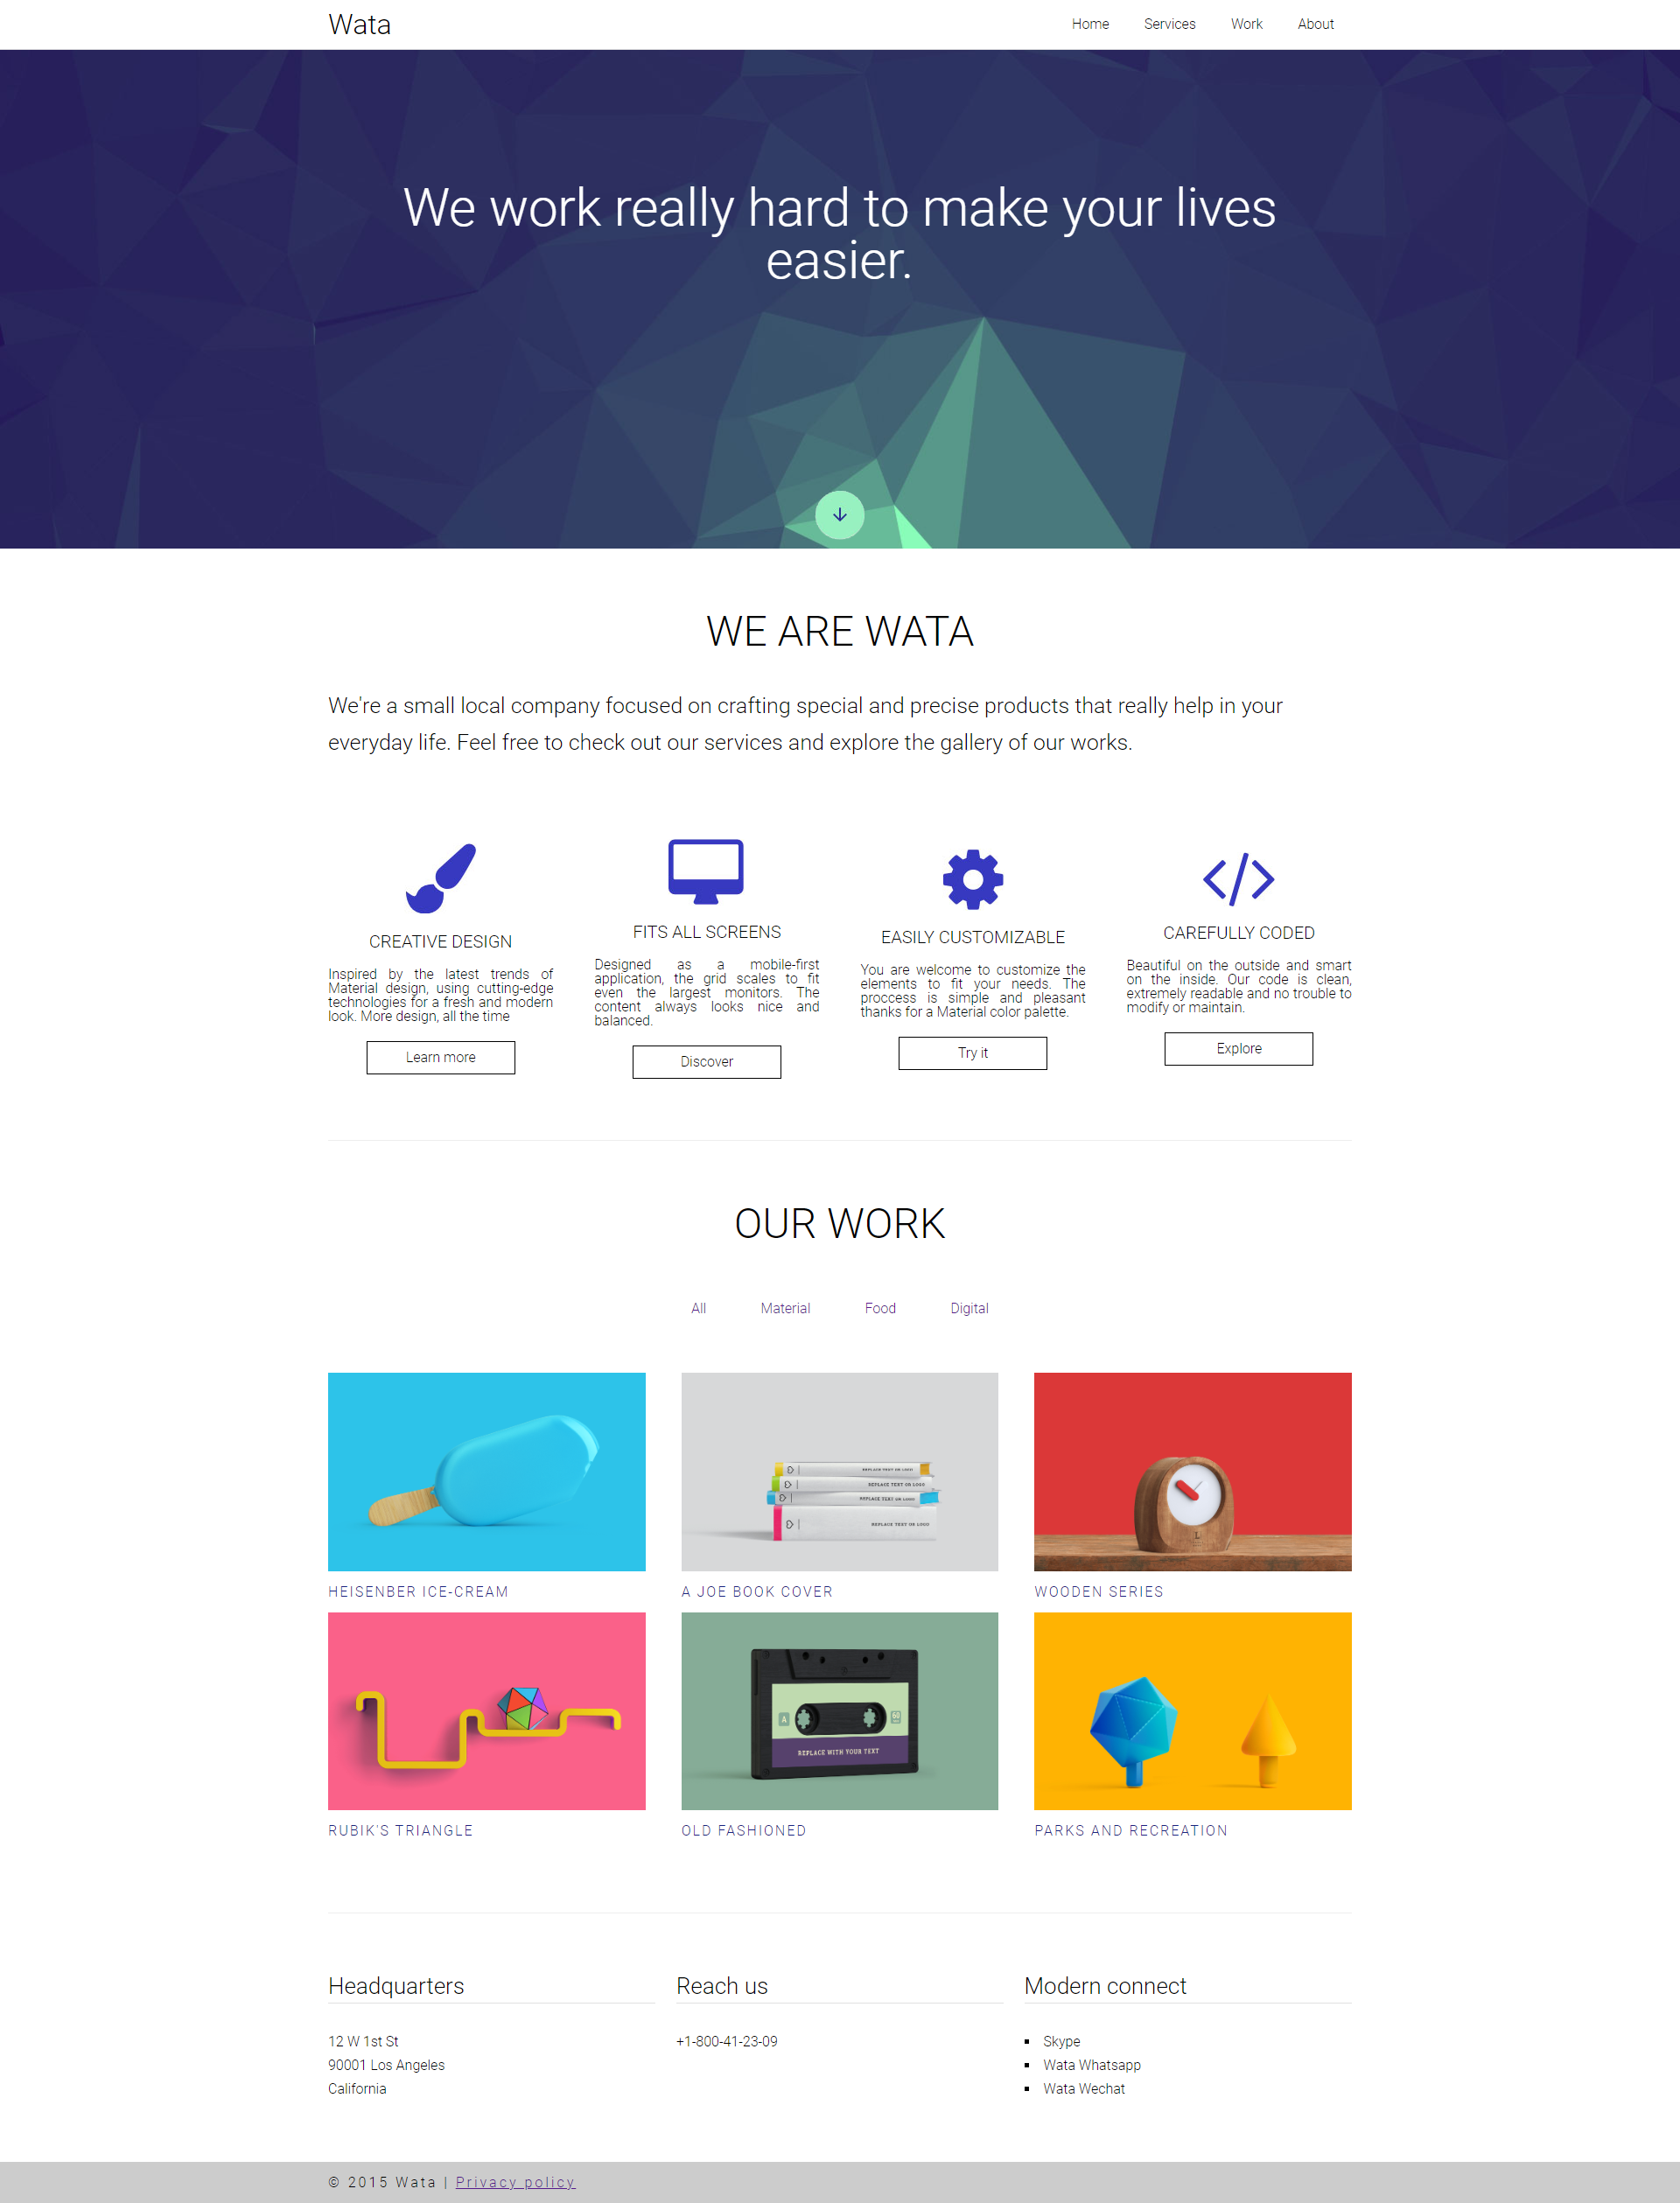 Wata
Home Services Work About
We work really hard to make your lives
easier.
WE ARE WATA
We're a small local company focused on crafting special and precise products that really help in your
everyday life. Feel free to check out our services and explore the gallery of our works.
CREATIVE DESIGN
Inspired by the latest trends of
Material design, using cutting-edge
technologies for a fresh and modern
look. More design, all the time
Learn more
FITS ALL SCREENS
Designed as a mobile-first
application, the grid scales to fit
even the largest monitors. The
content always looks nice and
balanced.
Discover
EASILY CUSTOMIZABLE
You are welcome to customize the
elements to fit your needs. The
proccess is simple and pleasant
thanks for a Material color palette.
Try it
CAREFULLY CODED
Beautiful on the outside and smart
on the inside. Our code is clean,
extremely readable and no trouble to
modify or maintain.
Explore
OUR WORK
All Material Food Digital
REPLACE TEXT OR LOGO
REPLACE TEXT OR LOGO
REPLACE TEXT OR LOGO
REPLACE TEXT OR LOGO
HEISENBER ICE-CREAM
A JOE BOOK COVER
WOODEN SERIES
A
60
REPLACE WITH YOUR TEXT
RUBIK'S TRIANGLE
OLD FASHIONED
PARKS AND RECREATION
Headquarters
12 W 1st St
90001 Los Angeles
California
Reach us
+1-800-41-23-09
Modern connect
Skype
Wata Whatsapp
Wata Wechat
© 2015 Wata | Privacy policy